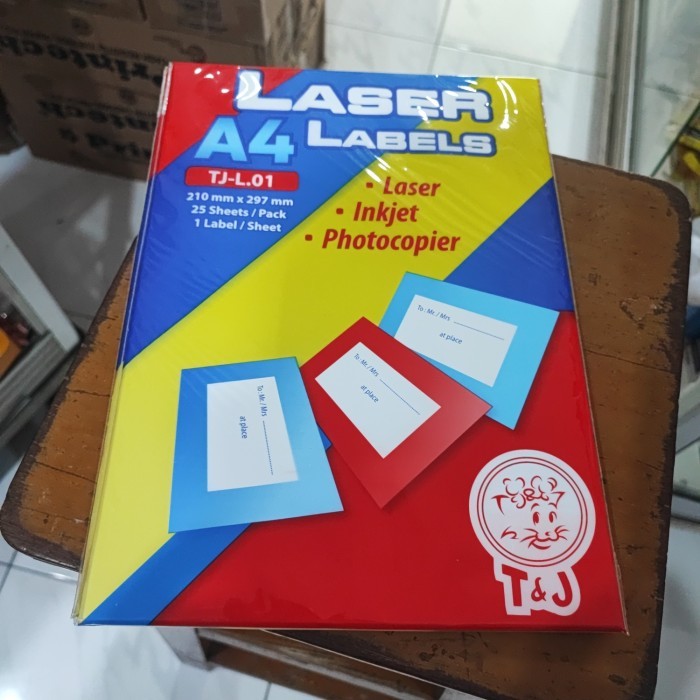 Printech
LASER
A4 LABELS
TJ-L.01
210 mm x 297 mm
25 Sheets / Pack
1 Label / Sheet
• Laser
• Inkjet
• Photocopier
To : Mr. / Mrs
at place
To : Mr. / Mrs
at place
To : Mr. / Mrs
at place
T&J
T&J